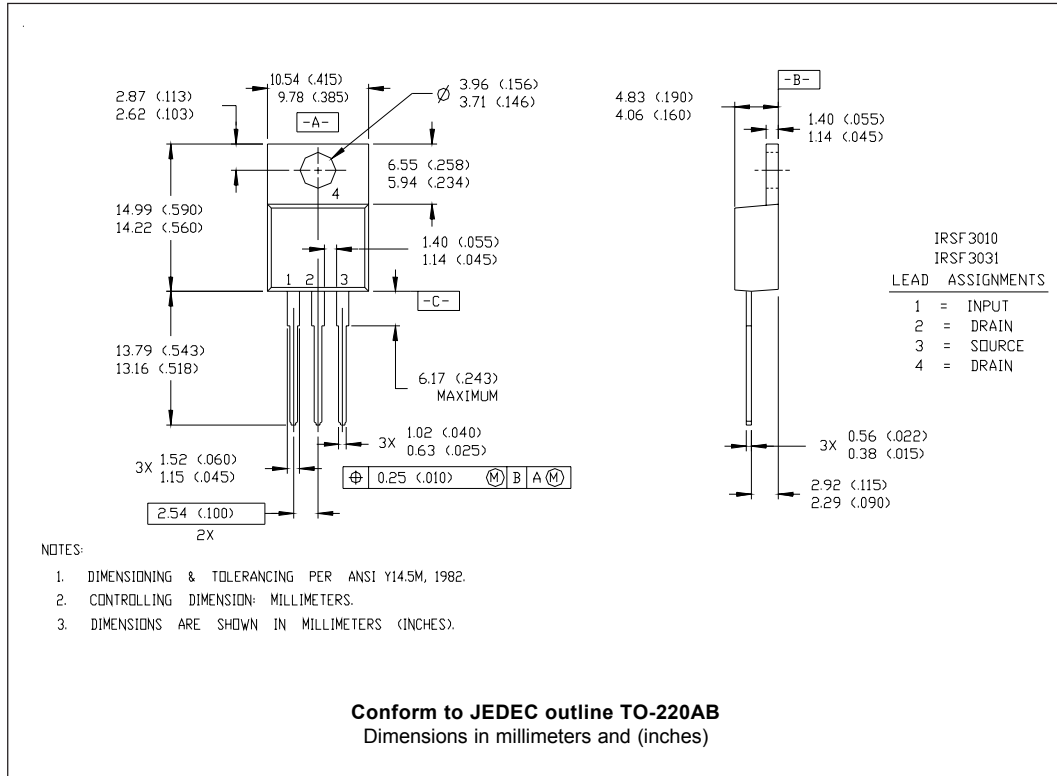 10.54 (.415)
9.78 (.385)
2.87 (.113)
2.62 (.103)
-A-
Ø 3.96 (.156)
3.71 (.146)
4.83 (.190)
4.06 (.160)
-B-
1.40 (.055)
1.14 (.045)
6.55 (.258)
5.94 (.234)
4
14.99 (.590)
14.22 (.560)
1.40 (.055)
1.14 (.045)
1 2 3
-C-
IRSF3010
IRSF3031
LEAD ASSIGNMENTS
1 = INPUT
2 = DRAIN
3 = SOURCE
4 = DRAIN
13.79 (.543)
13.16 (.518)
6.17 (.243)
MAXIMUM
3X 1.02 (.040)
0.63 (.025)
3X 1.52 (.060)
1.15 (.045)
⌖ 0.25 (.010) Ⓜ B A Ⓜ
2.54 (.100)
2X
3X 0.56 (.022)
0.38 (.015)
2.92 (.115)
2.29 (.090)
NOTES:
1. DIMENSIONING & TOLERANCING PER ANSI Y14.5M, 1982.
2. CONTROLLING DIMENSION: MILLIMETERS.
3. DIMENSIONS ARE SHOWN IN MILLIMETERS (INCHES).
Conform to JEDEC outline TO-220AB
Dimensions in millimeters and (inches)